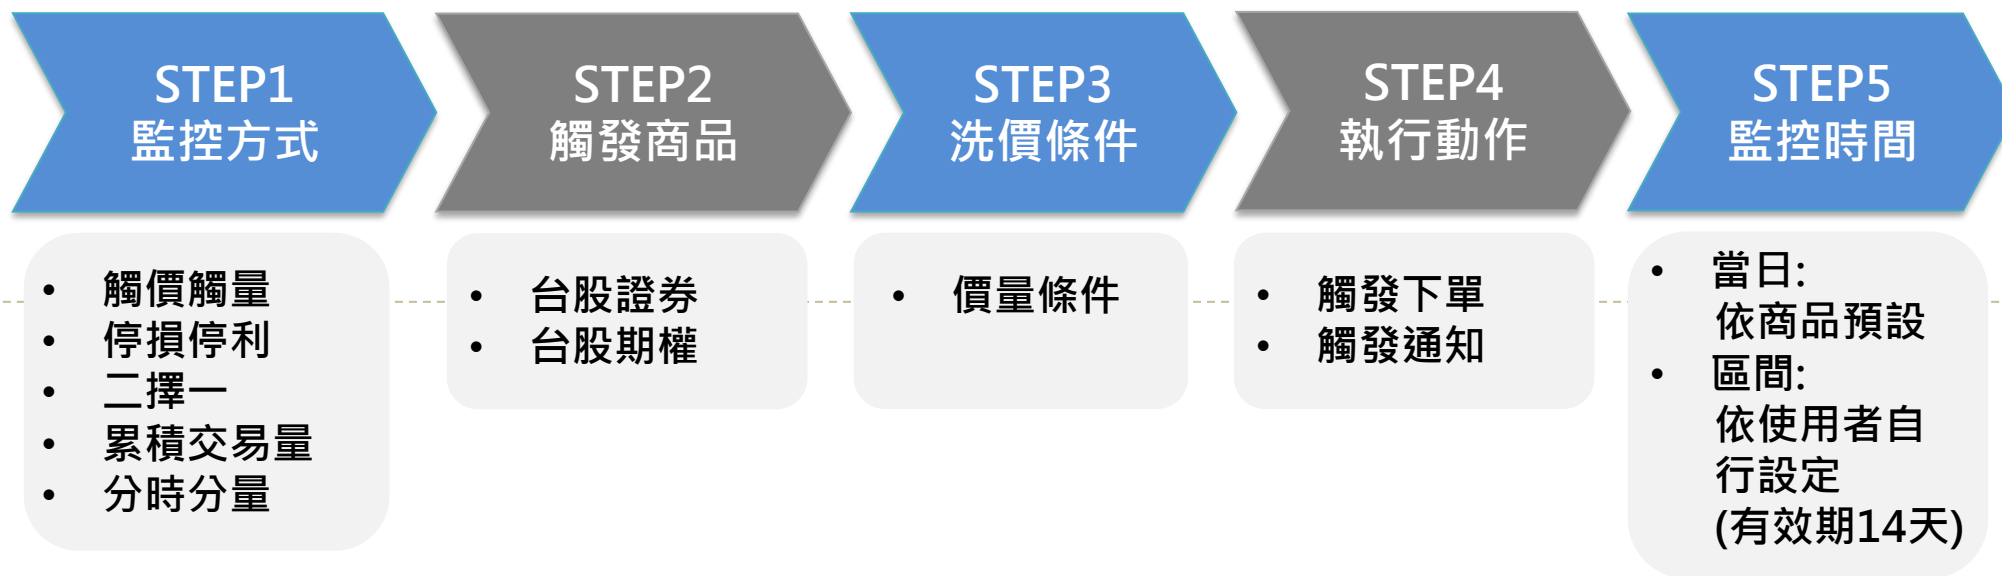 STEP1
監控方式
STEP2
觸發商品
STEP3
洗價條件
STEP4
執行動作
STEP5
監控時間
• 觸價觸量
• 停損停利
• 二擇一
• 累積交易量
• 分時分量
• 台股證券
• 台股期權
• 價量條件
• 觸發下單
• 觸發通知
• 當日:
依商品預設
• 區間:
依使用者自
行設定
(有效期14天)